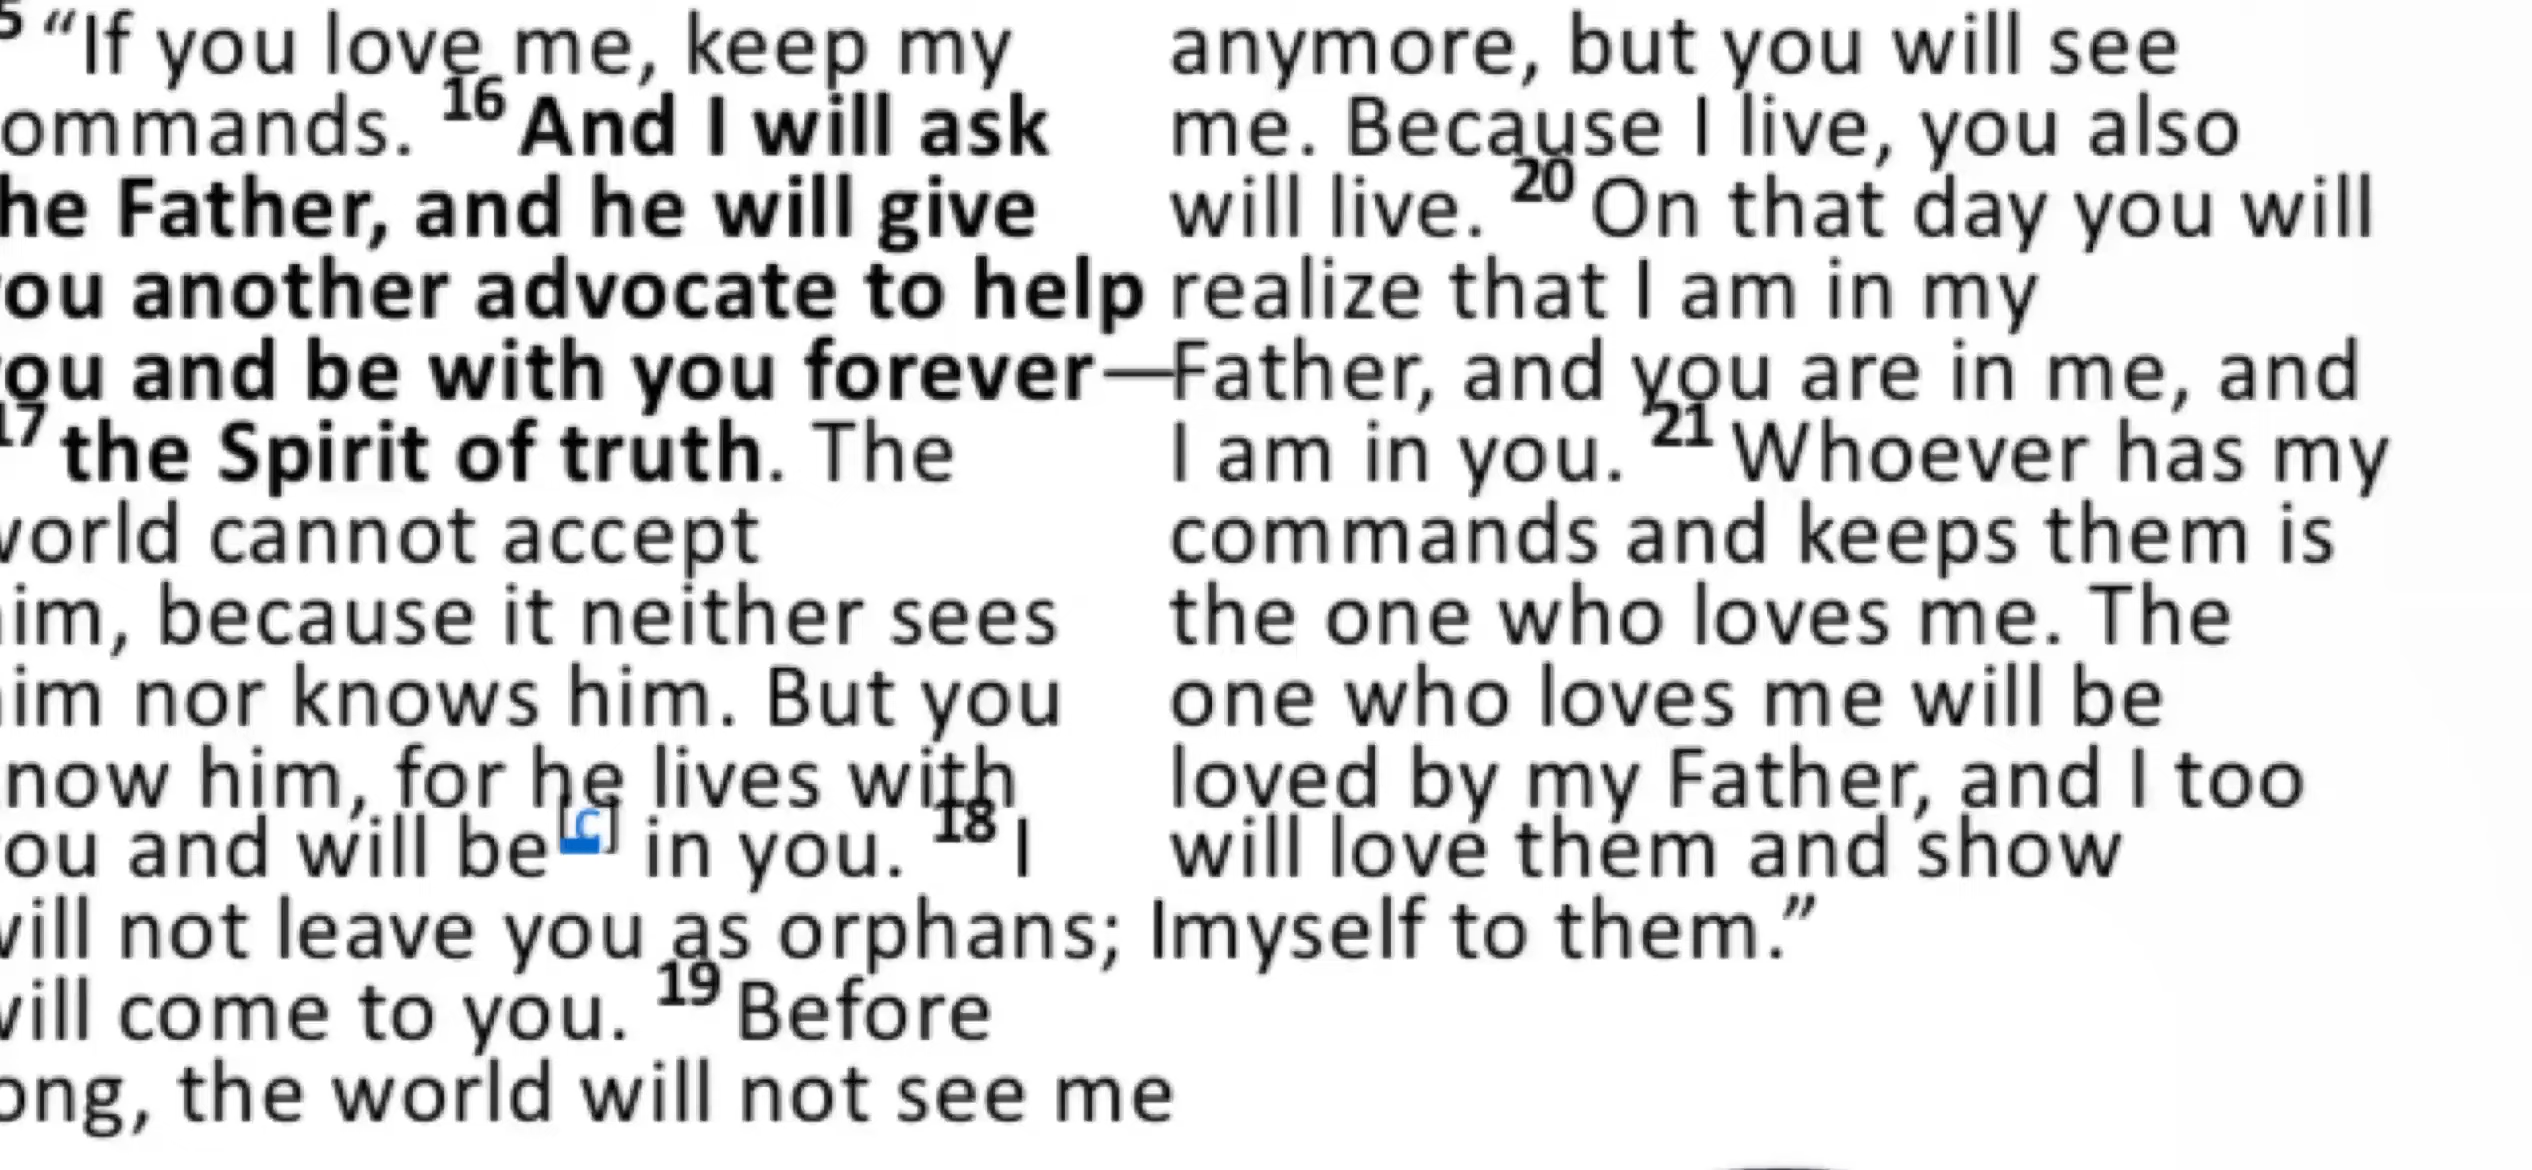 5 “If you love me, keep my
ommands. 16 And I will ask
he Father, and he will give
ou another advocate to help
ou and be with you forever—
17 the Spirit of truth. The
world cannot accept
im, because it neither sees
im nor knows him. But you
now him, for he lives with
ou and will be[c] in you. 18 I
will not leave you as orphans; I
will come to you. 19 Before
ong, the world will not see me
anymore, but you will see
me. Because I live, you also
will live. 20 On that day you will
realize that I am in my
Father, and you are in me, and
I am in you. 21 Whoever has my
commands and keeps them is
the one who loves me. The
one who loves me will be
loved by my Father, and I too
will love them and show
myself to them.”